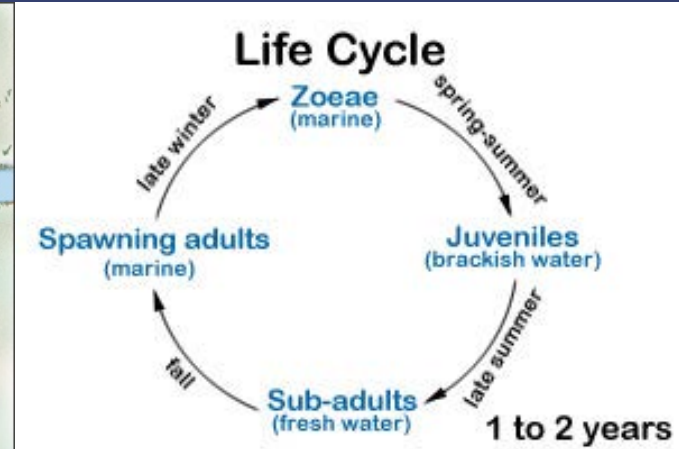 Life Cycle
Zoeae
(marine)
spring-summer
Juveniles
(brackish water)
late summer
Sub-adults
(fresh water)
fall
Spawning adults
(marine)
late winter
1 to 2 years